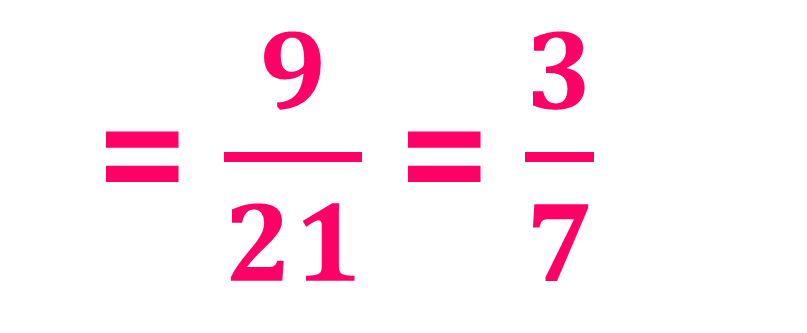 = 9/21 = 3/7